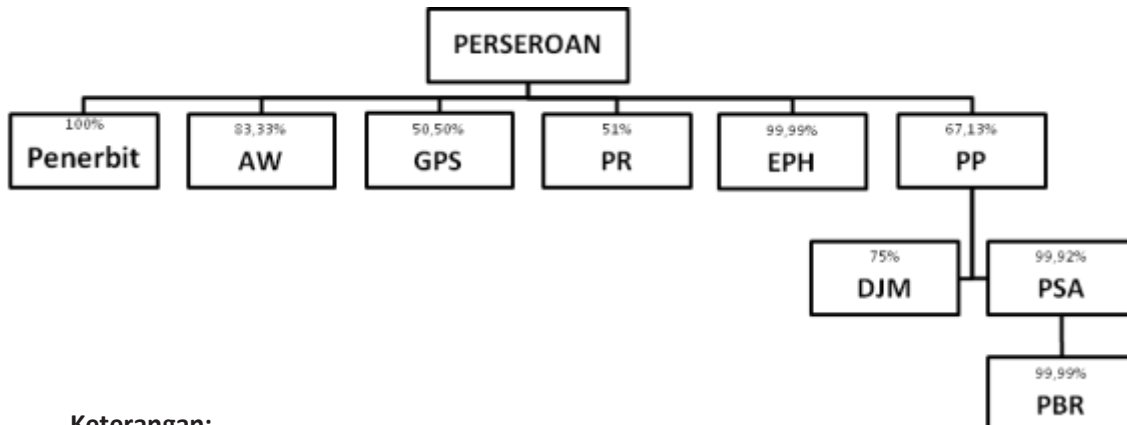 PERSEROAN
100%
Penerbit
83,33%
AW
50,50%
GPS
51%
PR
99,99%
EPH
67,13%
PP
75%
DJM
99,92%
PSA
99,99%
PBR
Keterangan: